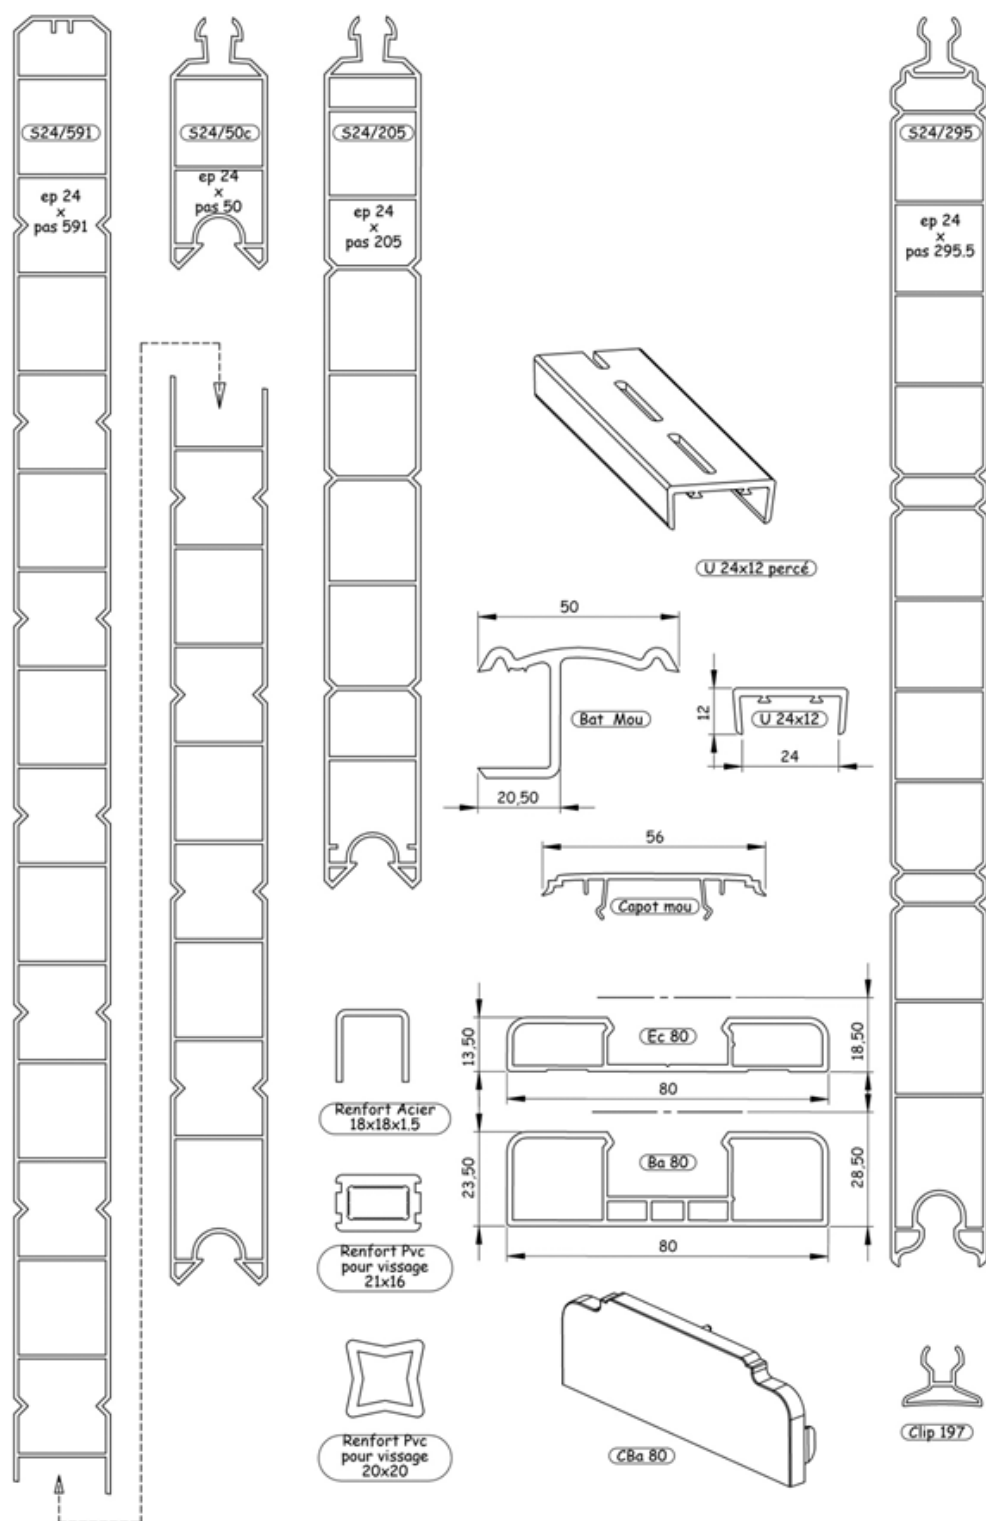 S24/591
ep 24
x
pas 591
S24/50c
ep 24
x
pas 50
S24/205
ep 24
x
pas 205
S24/295
ep 24
x
pas 295.5
U 24x12 percé
50
Bat Mou
20,50
12
U 24x12
24
56
Capot mou
13,50
Ec 80
18,50
80
23,50
Ba 80
28,50
80
Renfort Acier
18x18x1.5
Renfort Pvc
pour vissage
21x16
Renfort Pvc
pour vissage
20x20
CBa 80
Clip 197